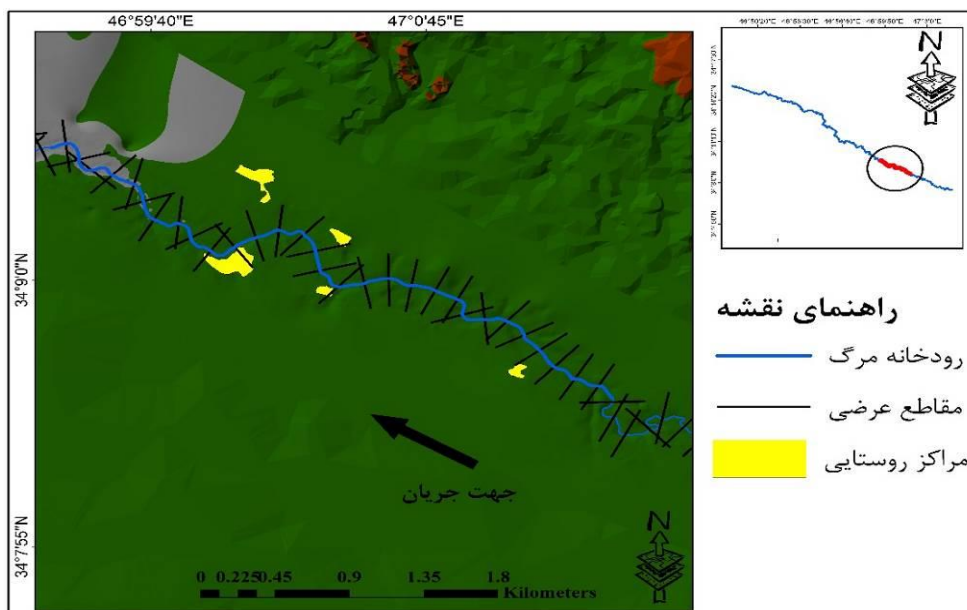 46°59'40"E
47°0'45"E
34°9'0"N
34°7'55"N
جهت جریان
0 0.225 0.45 0.9 1.35 1.8
Kilometers
N
N
راهنمای نقشه
رودخانه مرگ
مقاطع عرضی
مراکز روستایی